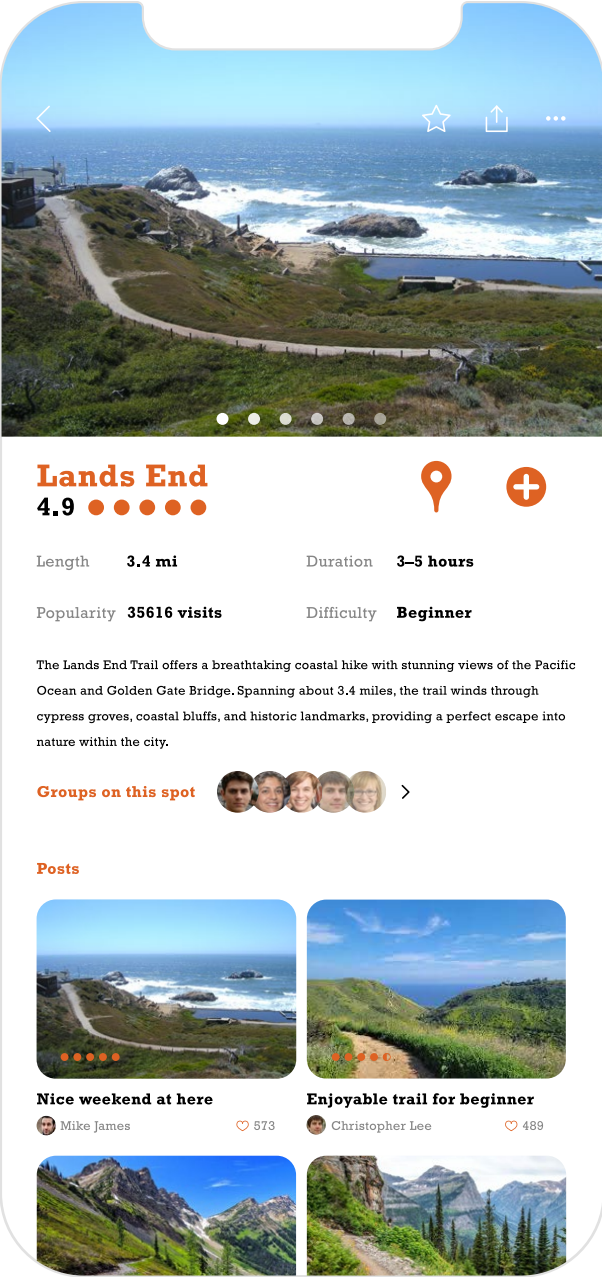 Lands End
4.9
Length 3.4 mi Duration 3–5 hours
Popularity 35616 visits Difficulty Beginner
The Lands End Trail offers a breathtaking coastal hike with stunning views of the Pacific
Ocean and Golden Gate Bridge. Spanning about 3.4 miles, the trail winds through
cypress groves, coastal bluffs, and historic landmarks, providing a perfect escape into
nature within the city.
Groups on this spot
Posts
Nice weekend at here
Mike James 573
Enjoyable trail for beginner
Christopher Lee 489